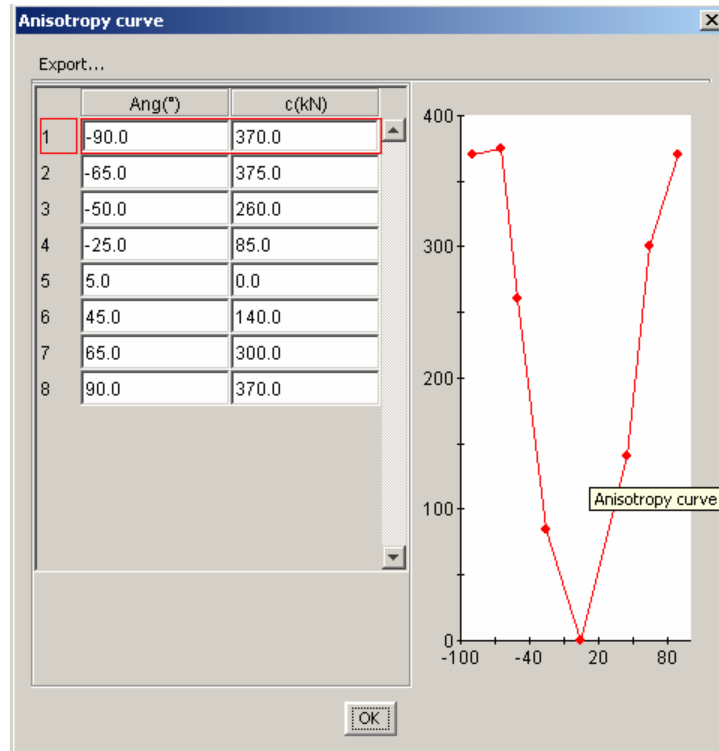 Anisotropy curve
Export...
Ang(°) c(kN)
1 -90.0 370.0
2 -65.0 375.0
3 -50.0 260.0
4 -25.0 85.0
5 5.0 0.0
6 45.0 140.0
7 65.0 300.0
8 90.0 370.0
400
300
200
100
0
-100 -40 20 80
Anisotropy curve
OK